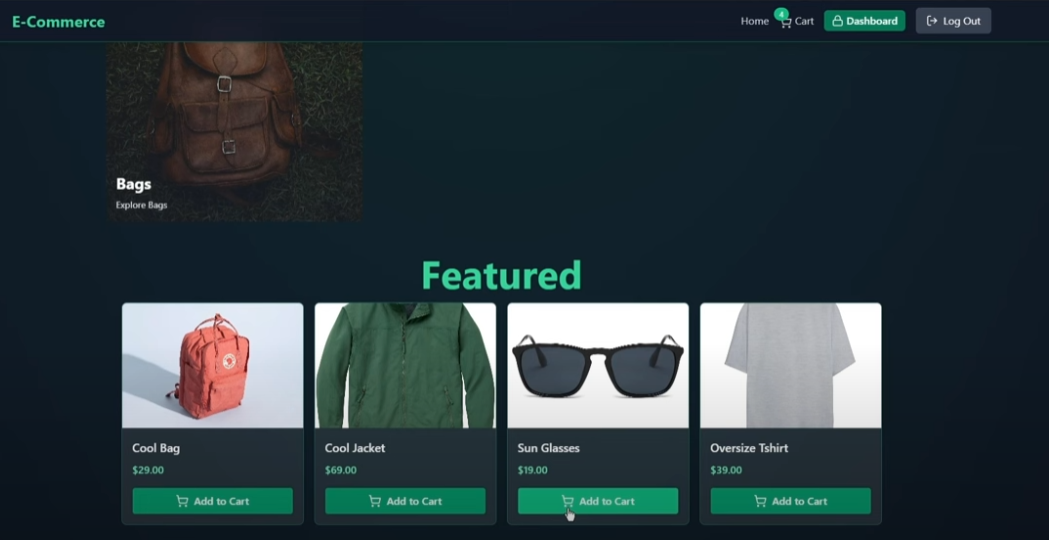 E-Commerce
Home
4
Cart
Dashboard
Log Out
Bags
Explore Bags
Featured
Cool Bag
$29.00
Add to Cart
Cool Jacket
$69.00
Add to Cart
Sun Glasses
$19.00
Add to Cart
Oversize Tshirt
$39.00
Add to Cart